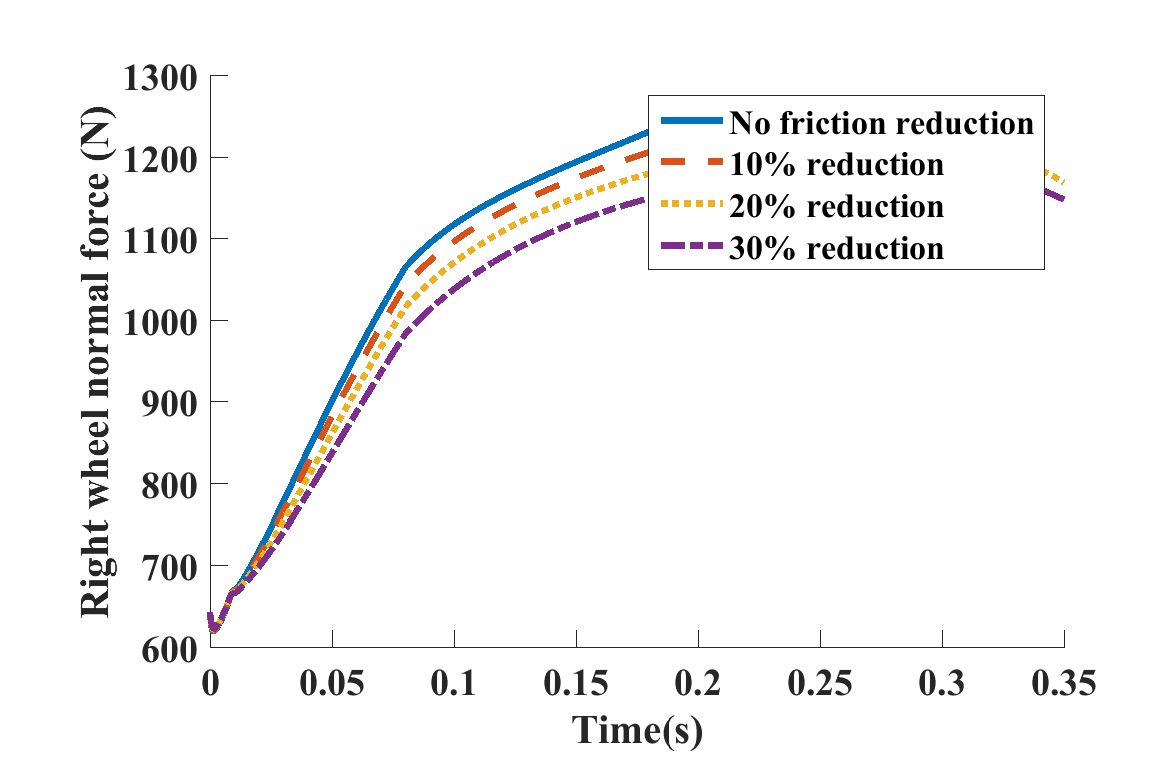 Right wheel normal force (N)
1300
1200
1100
1000
900
800
700
600
No friction reduction
10% reduction
20% reduction
30% reduction
0 0.05 0.1 0.15 0.2 0.25 0.3 0.35
Time(s)